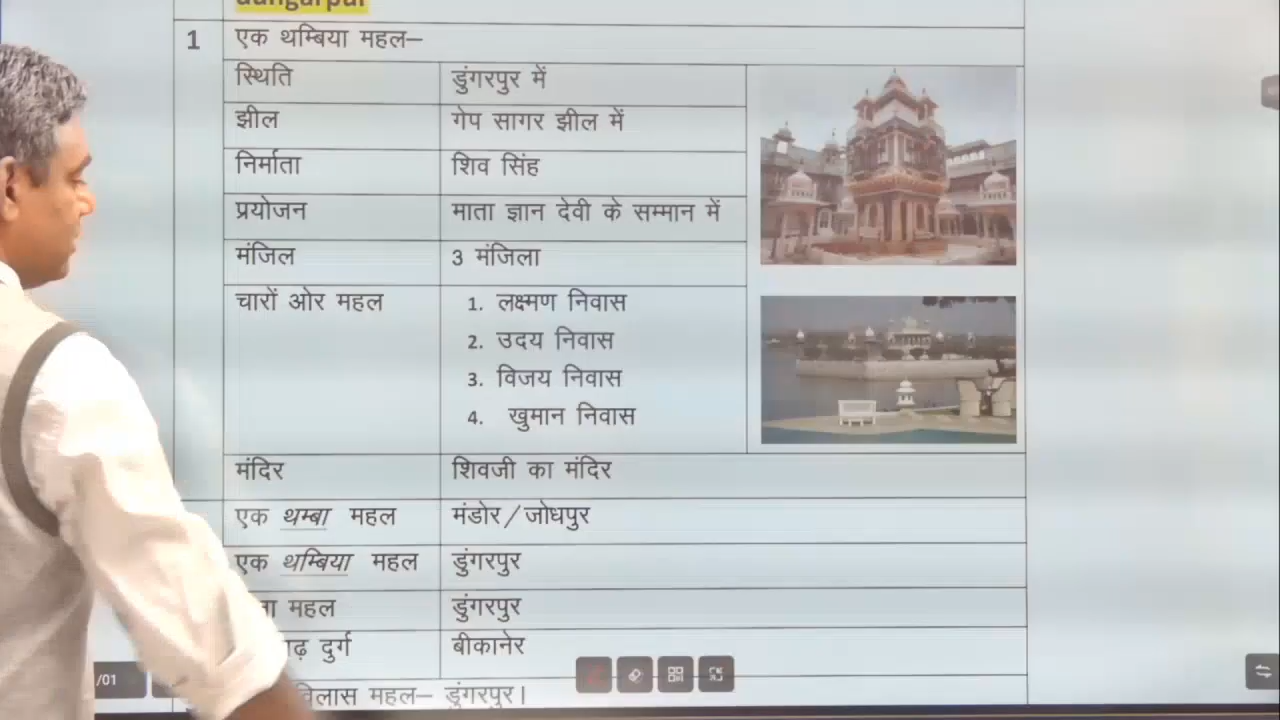 dungarpur
1 एक थम्बिया महल–
स्थिति डुंगरपुर में
झील गेप सागर झील में
निर्माता शिव सिंह
प्रयोजन माता ज्ञान देवी के सम्मान में
मंजिल 3 मंजिला
चारों ओर महल 1. लक्ष्मण निवास
2. उदय निवास
3. विजय निवास
4. खुमान निवास
मंदिर शिवजी का मंदिर
एक थम्बा महल मंडोर/जोधपुर
एक थम्बिया महल डुंगरपुर
महल डुंगरपुर
दुर्ग बीकानेर
महल– डुंगरपुर।
/01